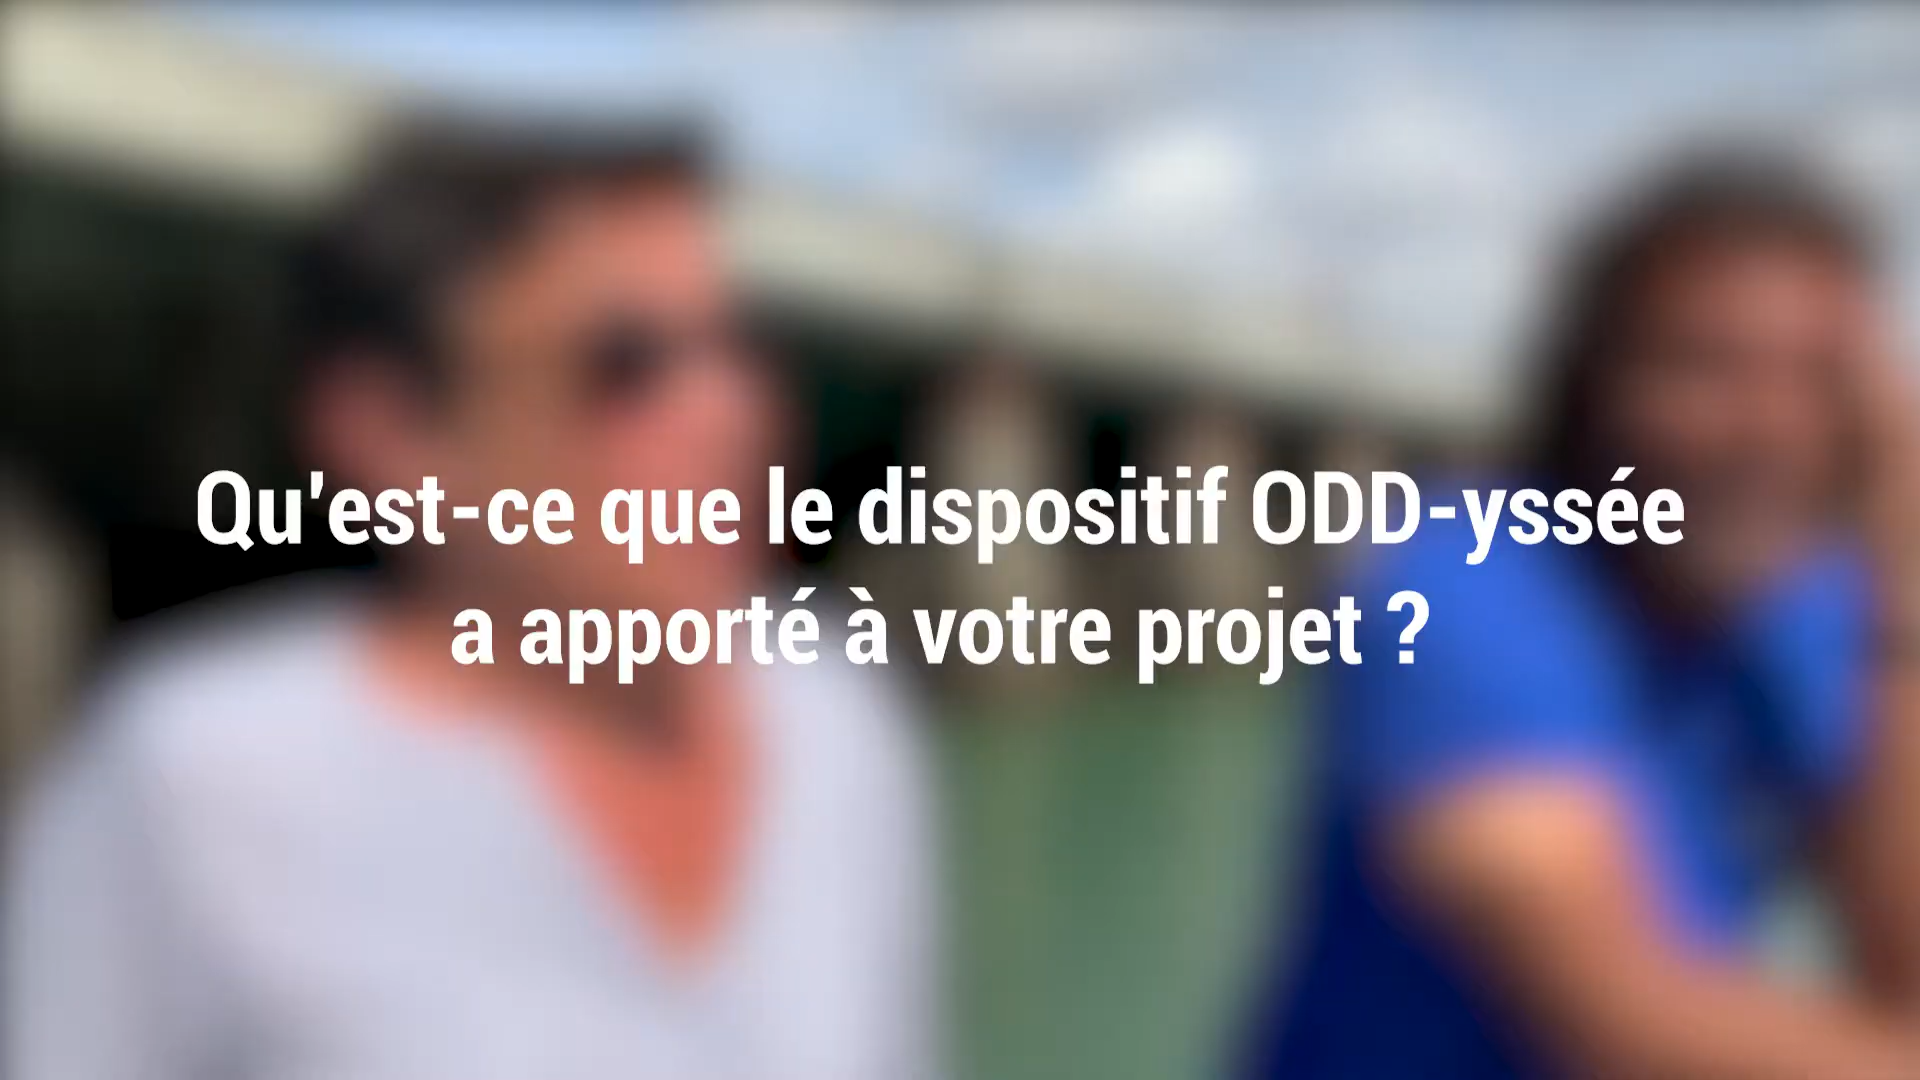 Qu'est-ce que le dispositif ODD-yssée
a apporté à votre projet ?